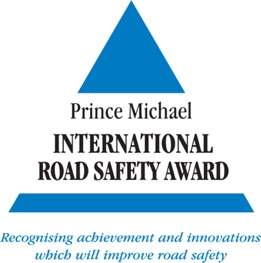 Prince Michael
INTERNATIONAL
ROAD SAFETY AWARD
Recognising achievement and innovations
which will improve road safety